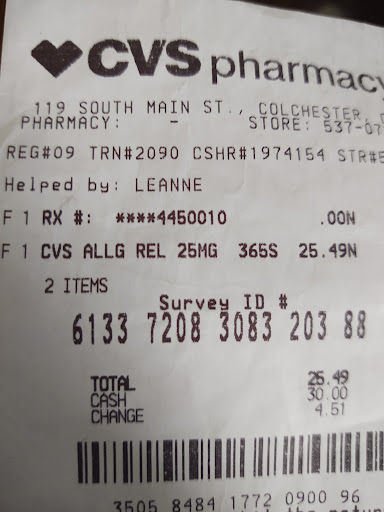 CVS pharmacy
119 SOUTH MAIN ST., COLCHESTER,
PHARMACY: - STORE: 537-07
REG#09 TRN#2090 CSHR#1974154 STR#
Helped by: LEANNE
F 1 RX #: ****4450010 .00N
F 1 CVS ALLG REL 25MG 365S 25.49N
2 ITEMS
Survey ID #
6133 7208 3083 203 88
TOTAL 25.49
CASH 30.00
CHANGE 4.51
3505 8484 1772 0900 96